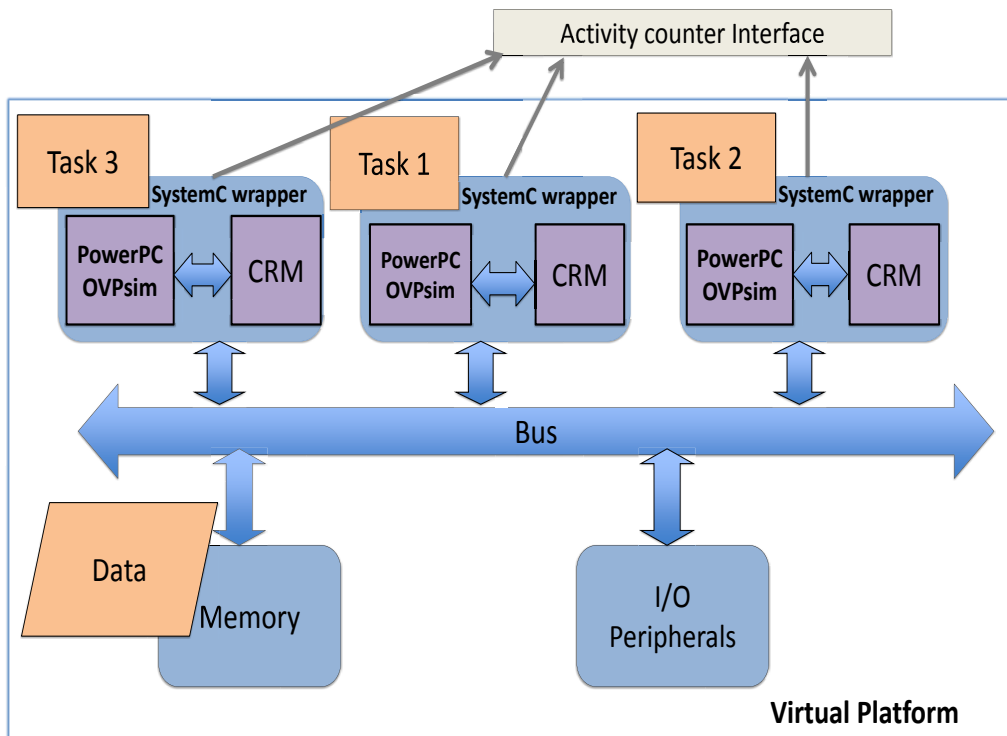 Activity counter Interface
Task 3
SystemC wrapper
PowerPC
OVPsim
CRM
Task 1
SystemC wrapper
PowerPC
OVPsim
CRM
Task 2
SystemC wrapper
PowerPC
OVPsim
CRM
Bus
Data
Memory
I/O
Peripherals
Virtual Platform